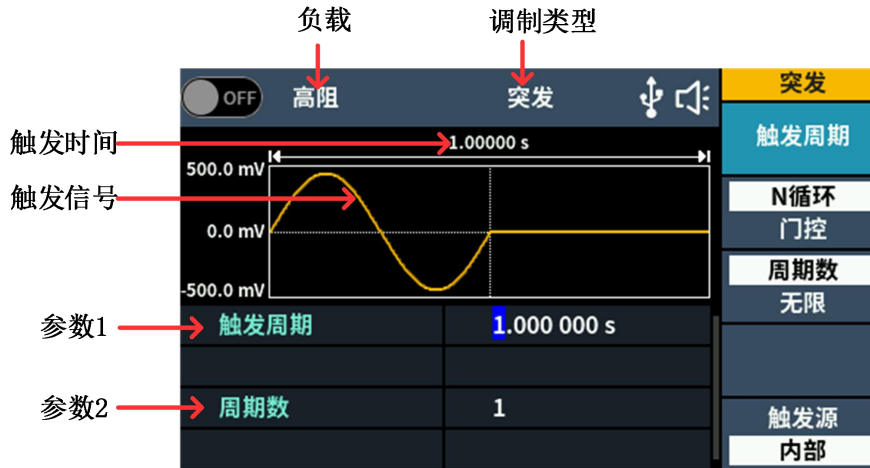 负载
调制类型
OFF
高阻
突发
突发
触发周期
触发时间
1.00000 s
500.0 mV
触发信号
N循环
门控
0.0 mV
周期数
-500.0 mV
无限
参数1
触发周期
1.000 000 s
参数2
周期数
1
触发源
内部